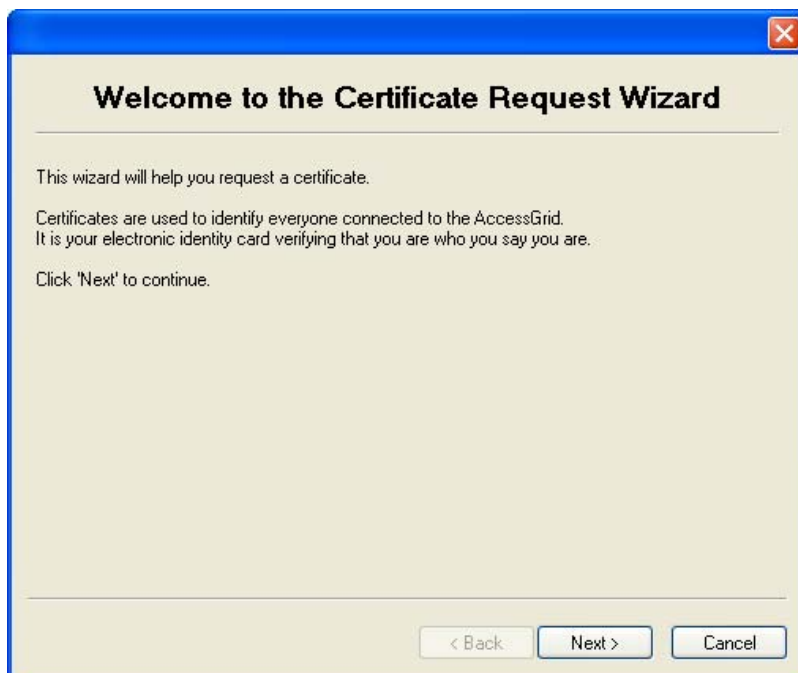 Welcome to the Certificate Request Wizard
This wizard will help you request a certificate.
Certificates are used to identify everyone connected to the AccessGrid.
It is your electronic identity card verifying that you are who you say you are.
Click 'Next' to continue.
< Back Next > Cancel